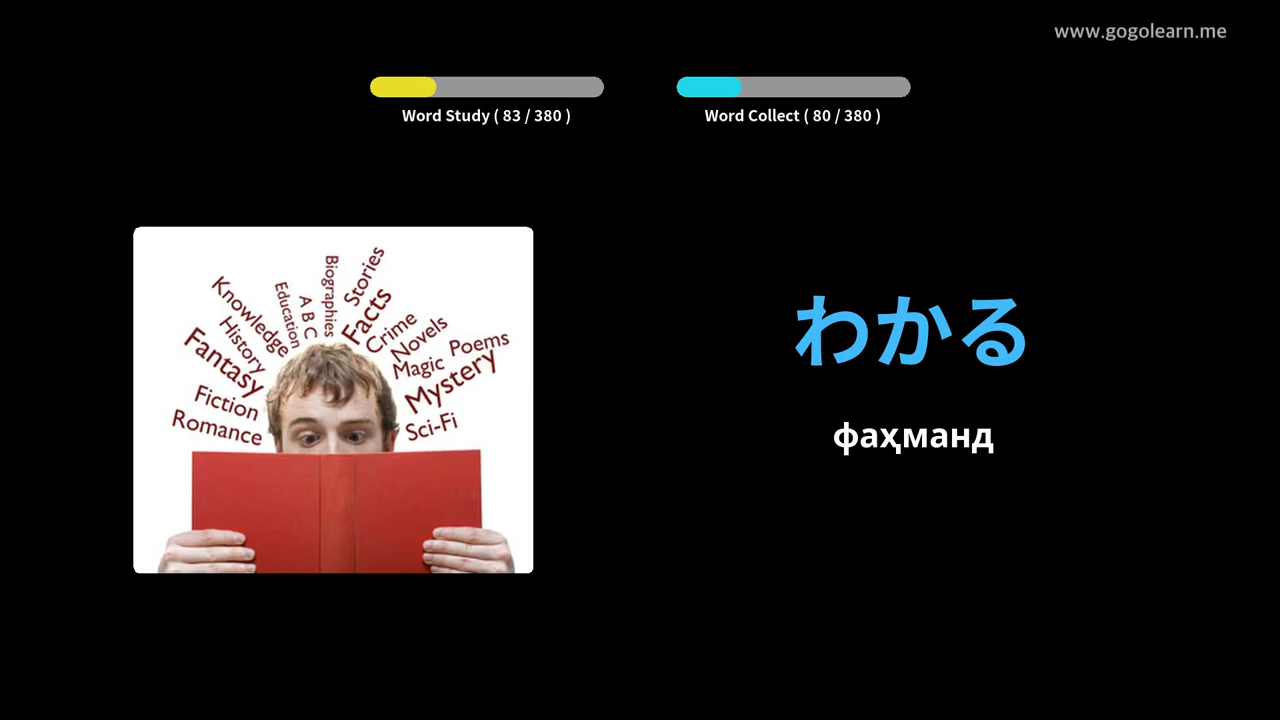 www.gogolearn.me
Word Study ( 83 / 380 )
Word Collect ( 80 / 380 )
Romance
Fiction
Fantasy
History
Knowledge
Education
A B C
Biographies
Stories
Facts
Crime
Novels
Magic
Poems
Mystery
Sci-Fi
わかる
фаҳманд